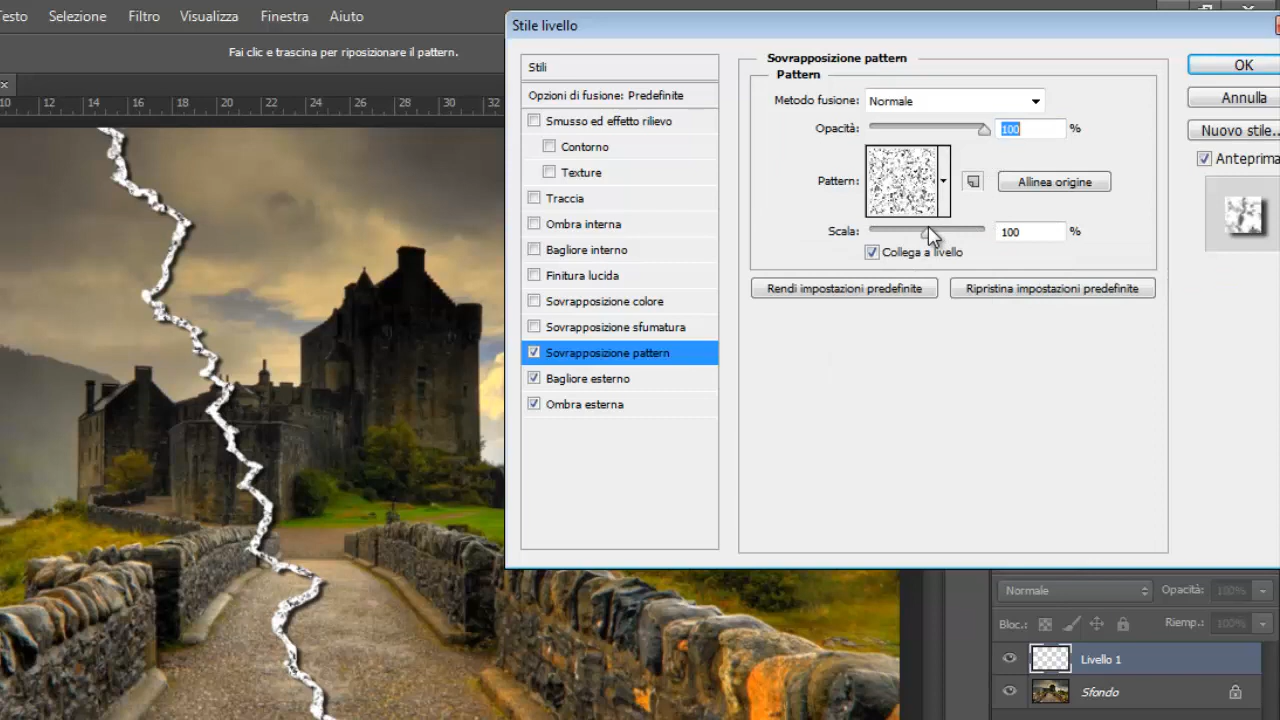 Testo Selezione Filtro Visualizza Finestra Aiuto
Fai clic e trascina per riposizionare il pattern.
10 12 14 16 18 20 22 24 26 28 30 32
Stile livello
Stili
Opzioni di fusione: Predefinite
Smusso ed effetto rilievo
Contorno
Texture
Traccia
Ombra interna
Bagliore interno
Finitura lucida
Sovrapposizione colore
Sovrapposizione sfumatura
Sovrapposizione pattern
Bagliore esterno
Ombra esterna
Sovrapposizione pattern
Pattern
Metodo fusione: Normale
Opacità: 100 %
Pattern: Allinea origine
Scala: 100 %
Collega a livello
Rendi impostazioni predefinite Ripristina impostazioni predefinite
OK
Annulla
Nuovo stile..
Anteprima
Normale Opacità: 100%
Bloc.: Riemp.: 100%
Livello 1
Sfondo